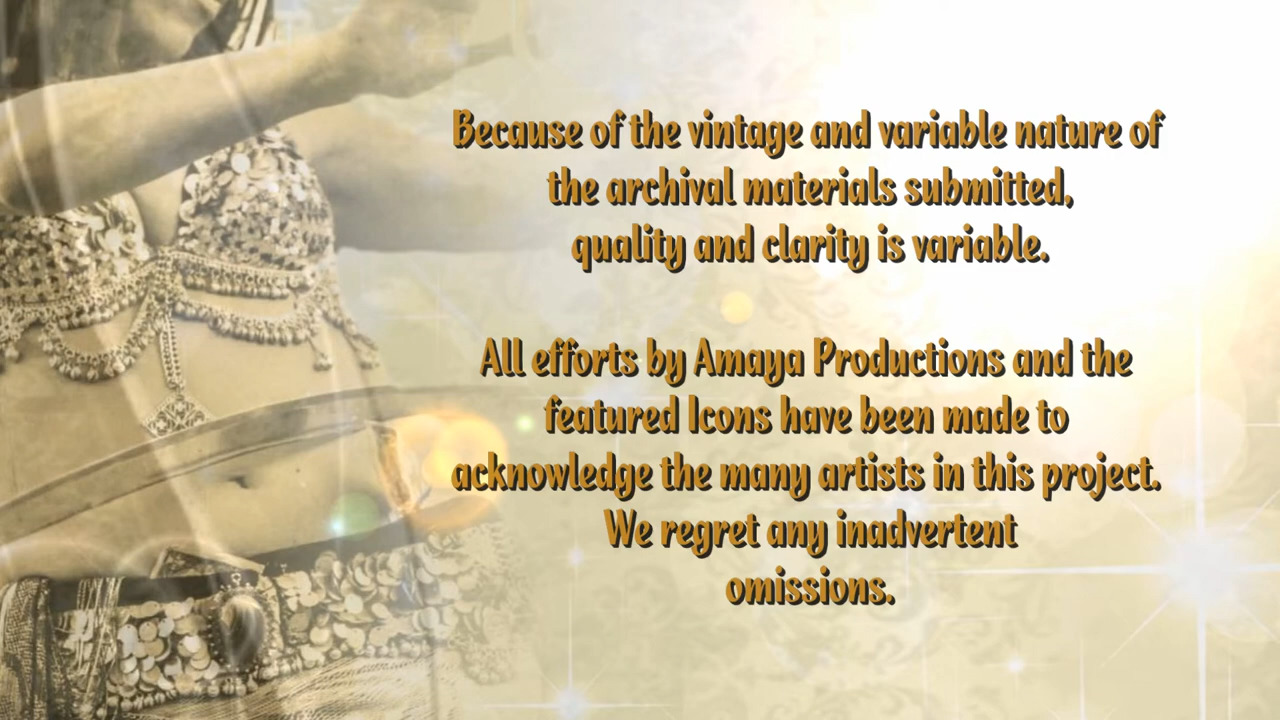 Because of the vintage and variable nature of
the archival materials submitted,
quality and clarity is variable.
All efforts by Amaya Productions and the
featured Icons have been made to
acknowledge the many artists in this project.
We regret any inadvertent
omissions.